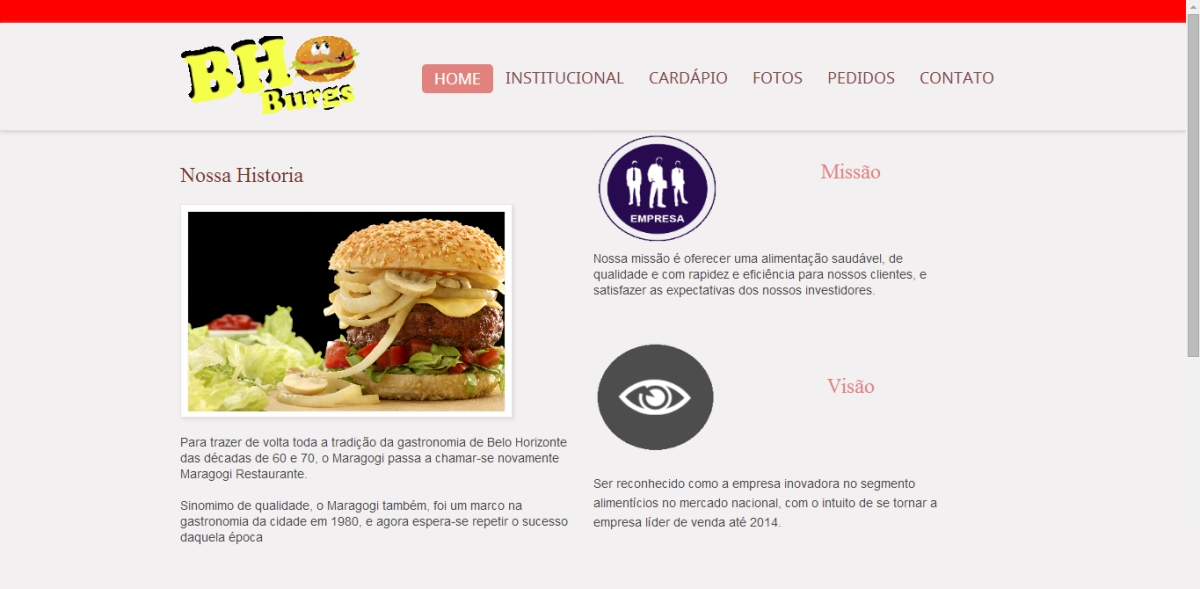 BH
Burgs
HOME INSTITUCIONAL CARDÁPIO FOTOS PEDIDOS CONTATO
Nossa Historia
Para trazer de volta toda a tradição da gastronomia de Belo Horizonte
das décadas de 60 e 70, o Maragogi passa a chamar-se novamente
Maragogi Restaurante.
Sinomimo de qualidade, o Maragogi também, foi um marco na
gastronomia da cidade em 1980, e agora espera-se repetir o sucesso
daquela época
EMPRESA
Missão
Nossa missão é oferecer uma alimentação saudável, de
qualidade e com rapidez e eficiência para nossos clientes, e
satisfazer as expectativas dos nossos investidores.
Visão
Ser reconhecido como a empresa inovadora no segmento
alimentícios no mercado nacional, com o intuito de se tornar a
empresa líder de venda até 2014.